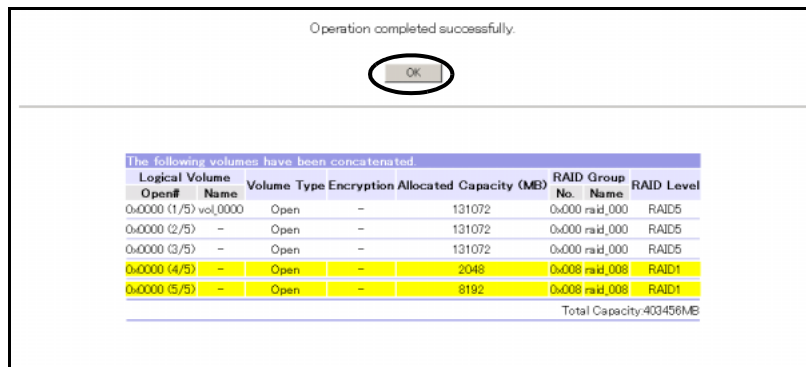 Operation completed successfully.
OK
The following volumes have been concatenated.
Logical Volume Volume Type Encryption Allocated Capacity (MB) RAID Group RAID Level
Open# Name No. Name
0x0000 (1/5) vol_0000 Open - 131072 0x000 raid_000 RAID5
0x0000 (2/5) - Open - 131072 0x000 raid_000 RAID5
0x0000 (3/5) - Open - 131072 0x000 raid_000 RAID5
0x0000 (4/5) - Open - 2048 0x008 raid_008 RAID1
0x0000 (5/5) - Open - 8192 0x008 raid_008 RAID1
Total Capacity:403456MB